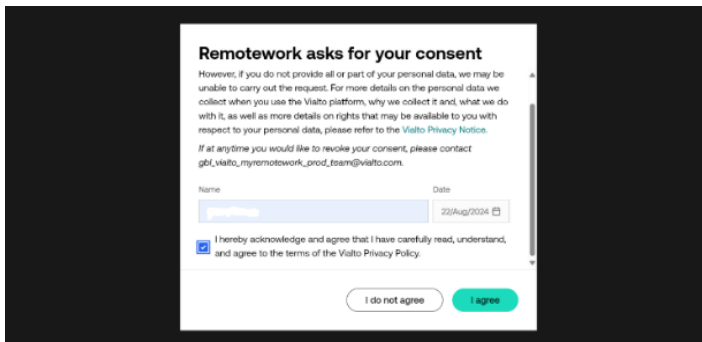 Remotework asks for your consent
However, if you do not provide all or part of your personal data, we may be
unable to carry out the request. For more details on the personal data we
collect when you use the Vialto platform, why we collect it and, what we do
with it, as well as more details on rights that may be available to you with
respect to your personal data, please refer to the Vialto Privacy Notice.
If at anytime you would like to revoke your consent, please contact
gbl_vialto_myremotework_prod_team@vialto.com.
Name Date
22/Aug/2024
I hereby acknowledge and agree that I have carefully read, understand,
and agree to the terms of the Vialto Privacy Policy.
I do not agree I agree